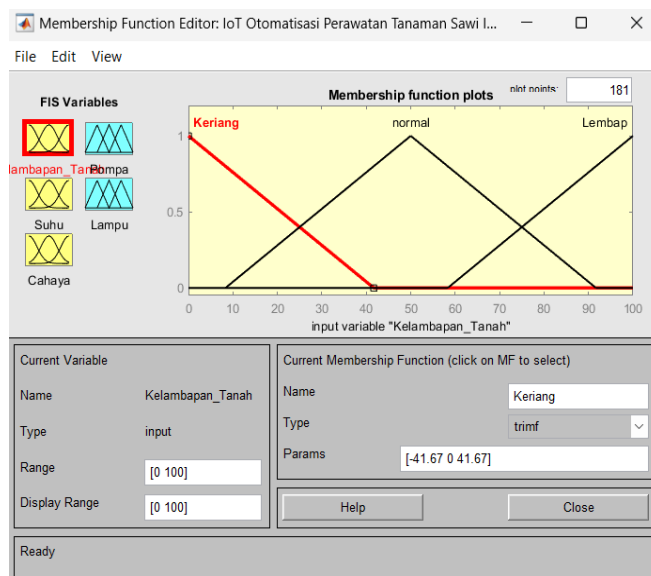 Membership Function Editor: IoT Otomatisasi Perawatan Tanaman Sawi I...
File Edit View
FIS Variables
Membership function plots
plot points:
181
Keriang
normal
Lembap
1
0.5
0
0 10 20 30 40 50 60 70 80 90 100
input variable "Kelambapan_Tanah"
Pompa
Suhu
Lampu
Cahaya
Current Variable
Name Kelambapan_Tanah
Type input
Range [0 100]
Display Range [0 100]
Current Membership Function (click on MF to select)
Name Keriang
Type trimf
Params [-41.67 0 41.67]
Help
Close
Ready